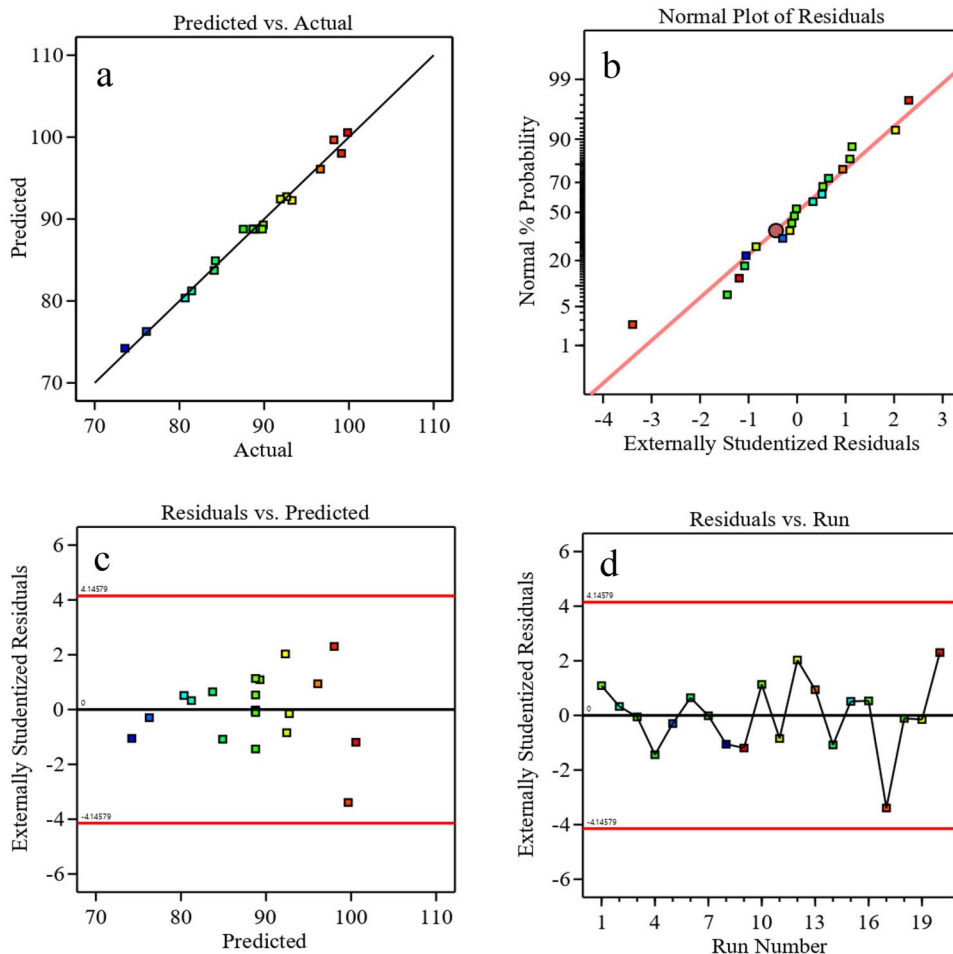 Predicted vs. Actual
a
110
100
90
80
70
Predicted
70 80 90 100 110
Actual
Normal Plot of Residuals
b
99
90
70
50
20
5
1
Normal % Probability
-4 -3 -2 -1 0 1 2 3
Externally Studentized Residuals
Residuals vs. Predicted
c
6
4
2
0
-2
-4
-6
4.14579
0
-4.14579
Externally Studentized Residuals
70 80 90 100 110
Predicted
Residuals vs. Run
d
6
4
2
0
-2
-4
-6
4.14579
0
-4.14579
Externally Studentized Residuals
1 4 7 10 13 16 19
Run Number